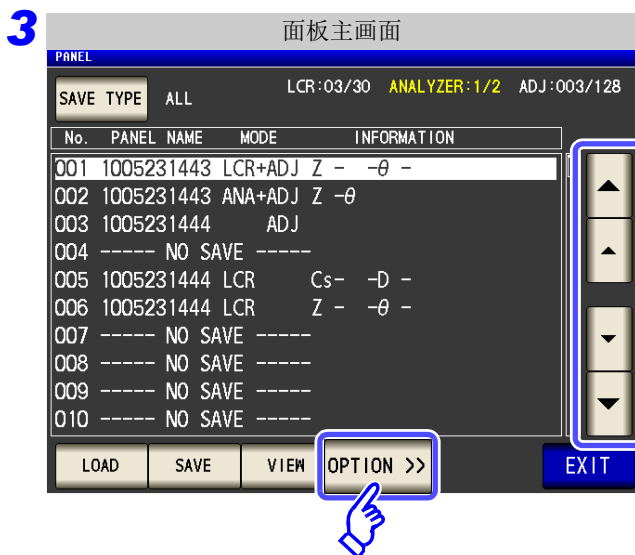 3
面板主画面
PANEL
SAVE TYPE ALL LCR:03/30 ANALYZER:1/2 ADJ:003/128
No. PANEL NAME MODE INFORMATION
001 1005231443 LCR+ADJ Z - -θ -
002 1005231443 ANA+ADJ Z -θ
003 1005231444 ADJ
004 ----- NO SAVE -----
005 1005231444 LCR Cs- -D -
006 1005231444 LCR Z - -θ -
007 ----- NO SAVE -----
008 ----- NO SAVE -----
009 ----- NO SAVE -----
010 ----- NO SAVE -----
LOAD SAVE VIEW OPTION >> EXIT